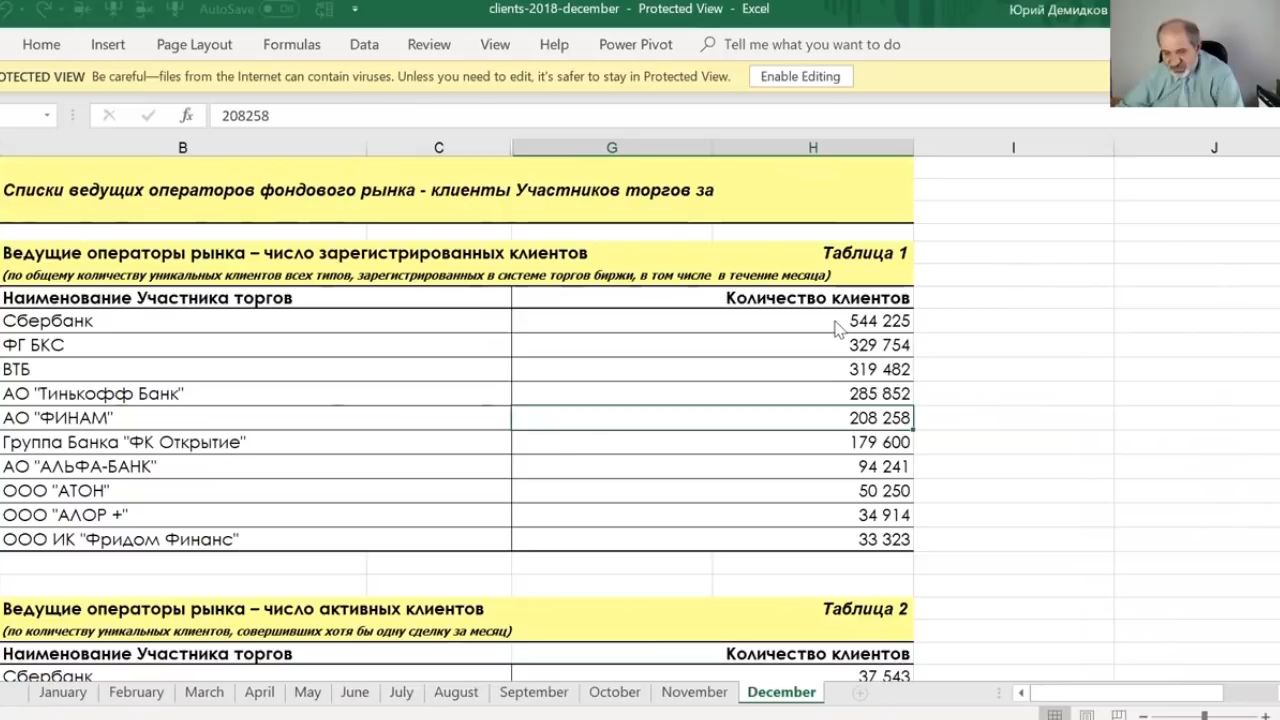 AutoSave Off
clients-2018-december - Protected View - Excel
Юрий Демидков
Home Insert Page Layout Formulas Data Review View Help Power Pivot Tell me what you want to do
OTECTED VIEW Be careful—files from the Internet can contain viruses. Unless you need to edit, it's safer to stay in Protected View. Enable Editing
fx 208258
B C G H I J
Списки ведущих операторов фондового рынка - клиенты Участников торгов за
Ведущие операторы рынка – число зарегистрированных клиентов Таблица 1
(по общему количеству уникальных клиентов всех типов, зарегистрированных в системе торгов биржи, в том числе в течение месяца)
Наименование Участника торгов Количество клиентов
Сбербанк 544 225
ФГ БКС 329 754
ВТБ 319 482
АО "Тинькофф Банк" 285 852
АО "ФИНАМ" 208 258
Группа Банка "ФК Открытие" 179 600
АО "АЛЬФА-БАНК" 94 241
ООО "АТОН" 50 250
ООО "АЛОР +" 34 914
ООО ИК "Фридом Финанс" 33 323
Ведущие операторы рынка – число активных клиентов Таблица 2
(по количеству уникальных клиентов, совершивших хотя бы одну сделку за месяц)
Наименование Участника торгов Количество клиентов
Сбербанк 37 543
January February March April May June July August September October November December